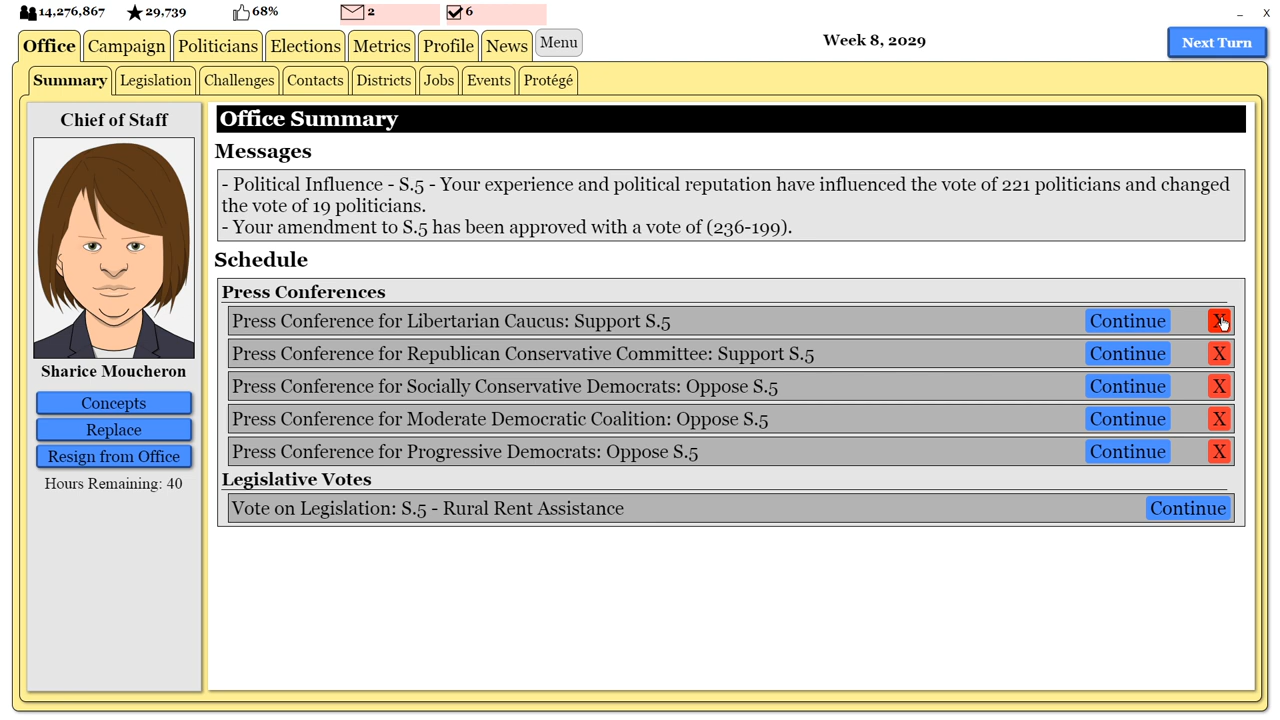 14,276,867 29,739 68% 2 6 _ X
Office Campaign Politicians Elections Metrics Profile News Menu Week 8, 2029 Next Turn
Summary Legislation Challenges Contacts Districts Jobs Events Protégé
Chief of Staff
Sharice Moucheron
Concepts
Replace
Resign from Office
Hours Remaining: 40
Office Summary
Messages
- Political Influence - S.5 - Your experience and political reputation have influenced the vote of 221 politicians and changed
the vote of 19 politicians.
- Your amendment to S.5 has been approved with a vote of (236-199).
Schedule
Press Conferences
Press Conference for Libertarian Caucus: Support S.5 Continue X
Press Conference for Republican Conservative Committee: Support S.5 Continue X
Press Conference for Socially Conservative Democrats: Oppose S.5 Continue X
Press Conference for Moderate Democratic Coalition: Oppose S.5 Continue X
Press Conference for Progressive Democrats: Oppose S.5 Continue X
Legislative Votes
Vote on Legislation: S.5 - Rural Rent Assistance Continue